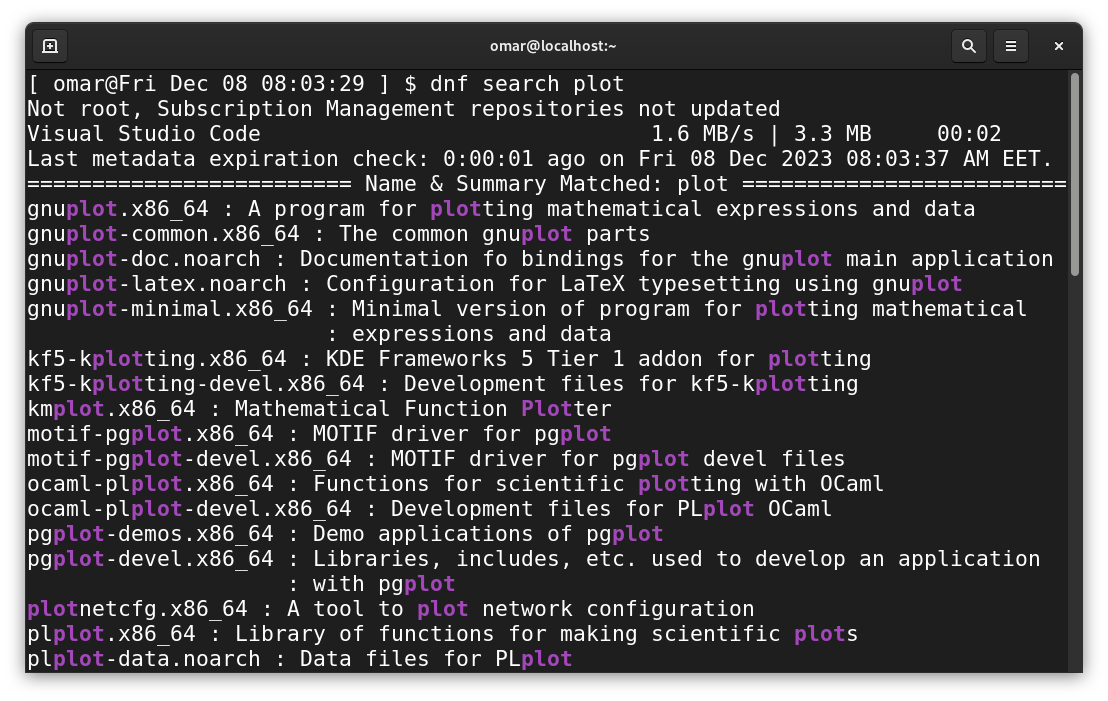 omar@localhost:~
[ omar@Fri Dec 08 08:03:29 ] $ dnf search plot
Not root, Subscription Management repositories not updated
Visual Studio Code                              1.6 MB/s | 3.3 MB     00:02
Last metadata expiration check: 0:00:01 ago on Fri 08 Dec 2023 08:03:37 AM EET.
========================= Name & Summary Matched: plot =========================
gnuplot.x86_64 : A program for plotting mathematical expressions and data
gnuplot-common.x86_64 : The common gnuplot parts
gnuplot-doc.noarch : Documentation fo bindings for the gnuplot main application
gnuplot-latex.noarch : Configuration for LaTeX typesetting using gnuplot
gnuplot-minimal.x86_64 : Minimal version of program for plotting mathematical
                       : expressions and data
kf5-kplotting.x86_64 : KDE Frameworks 5 Tier 1 addon for plotting
kf5-kplotting-devel.x86_64 : Development files for kf5-kplotting
kmplot.x86_64 : Mathematical Function Plotter
motif-pgplot.x86_64 : MOTIF driver for pgplot
motif-pgplot-devel.x86_64 : MOTIF driver for pgplot devel files
ocaml-plplot.x86_64 : Functions for scientific plotting with OCaml
ocaml-plplot-devel.x86_64 : Development files for PLplot OCaml
pgplot-demos.x86_64 : Demo applications of pgplot
pgplot-devel.x86_64 : Libraries, includes, etc. used to develop an application
                    : with pgplot
plotnetcfg.x86_64 : A tool to plot network configuration
plplot.x86_64 : Library of functions for making scientific plots
plplot-data.noarch : Data files for PLplot